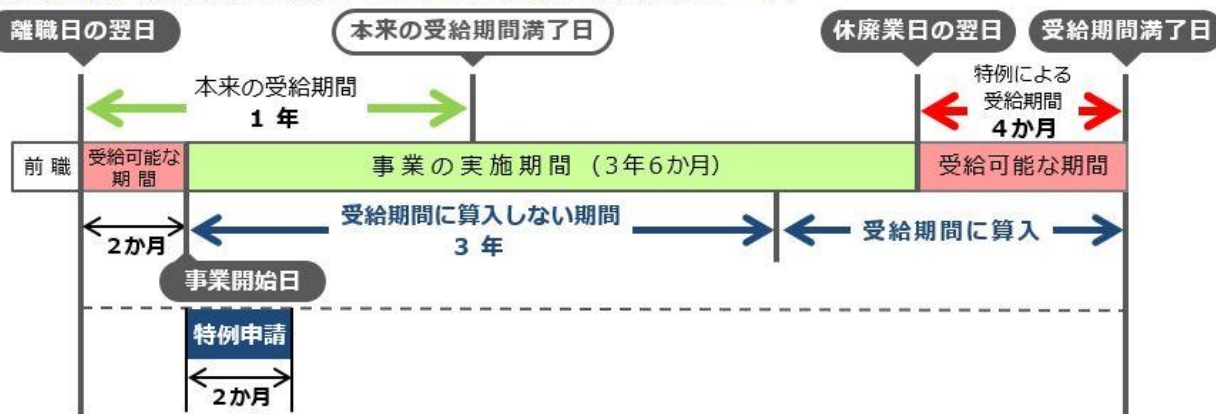 離職日の翌日
本来の受給期間満了日
休廃業日の翌日
受給期間満了日
本来の受給期間
1 年
特例による
受給期間
4か月
前 職
受給可能な
期 間
事業の実施期間（3年6か月）
受給可能な期間
2か月
受給期間に算入しない期間
3 年
受給期間に算入
事業開始日
特例申請
2か月